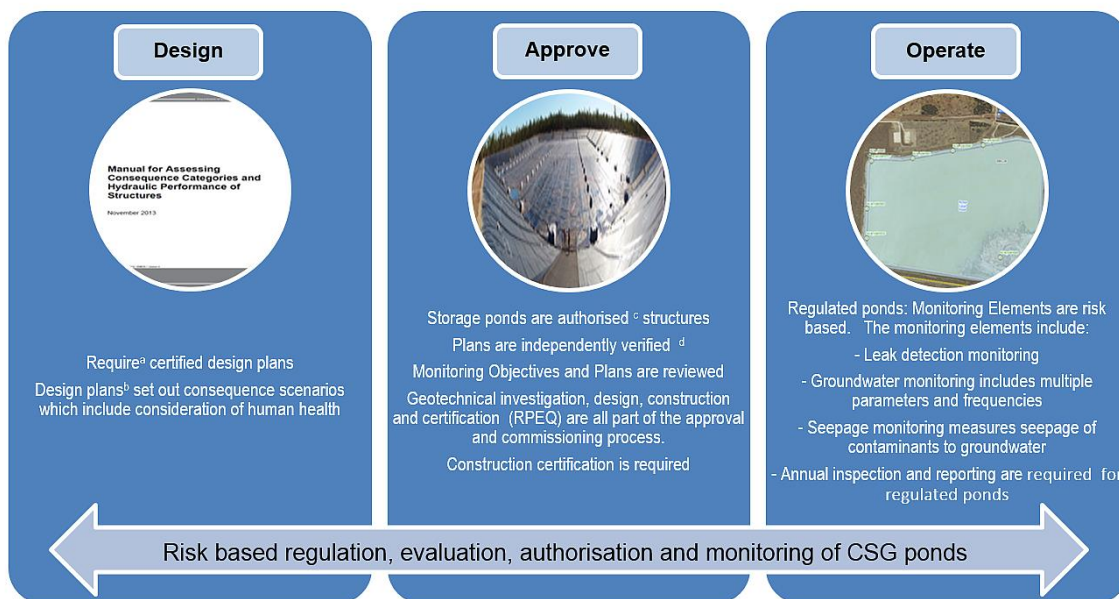 Design
Manual for Assessing
Consequence Categories and
Hydraulic Performance of
Structures
November 2013
Requireᵃ certified design plans
Design plansᵇ set out consequence scenarios
which include consideration of human health
Approve
Storage ponds are authorised ᶜ structures
Plans are independently verified ᵈ
Monitoring Objectives and Plans are reviewed
Geotechnical investigation, design, construction
and certification (RPEQ) are all part of the approval
and commissioning process.
Construction certification is required
Operate
Regulated ponds: Monitoring Elements are risk
based. The monitoring elements include:
- Leak detection monitoring
- Groundwater monitoring includes multiple
parameters and frequencies
- Seepage monitoring measures seepage of
contaminants to groundwater
- Annual inspection and reporting are required for
regulated ponds
Risk based regulation, evaluation, authorisation and monitoring of CSG ponds